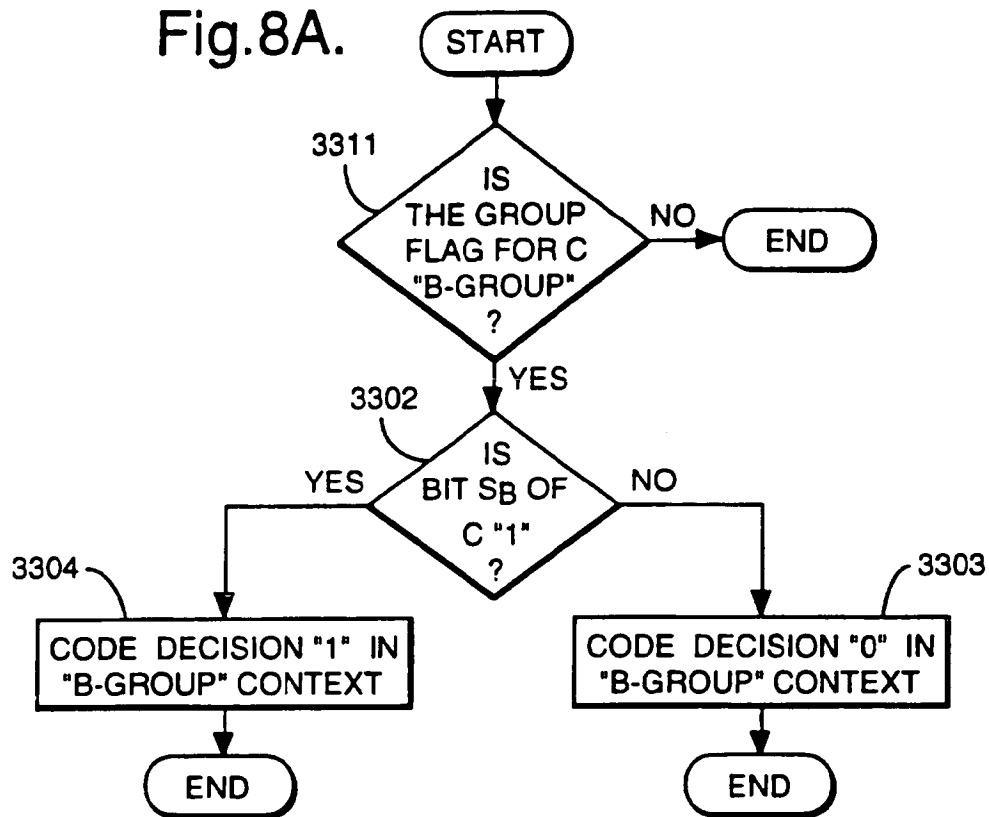 Fig.8A.
START
3311
IS
THE GROUP
FLAG FOR C
"B-GROUP"
?
NO
END
YES
3302
IS
BIT SB OF
C "1"
?
YES
NO
3304
3303
CODE DECISION "1" IN
"B-GROUP" CONTEXT
CODE DECISION "0" IN
"B-GROUP" CONTEXT
END
END